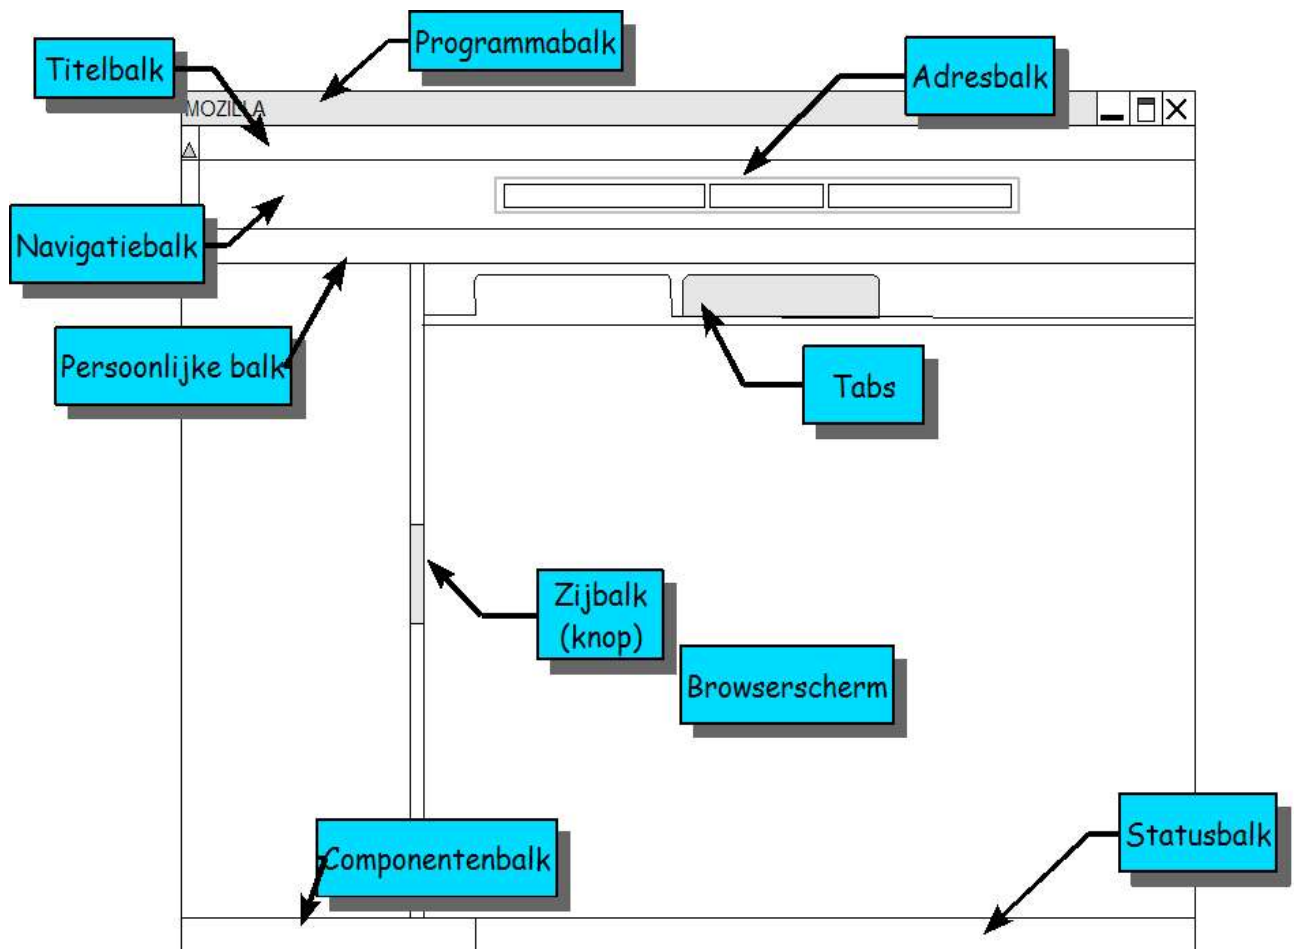 Programmabalk
Titelbalk
Adresbalk
MOZILLA
Navigatiebalk
Persoonlijke balk
Tabs
Zijbalk
(knop)
Browserscherm
Componentenbalk
Statusbalk